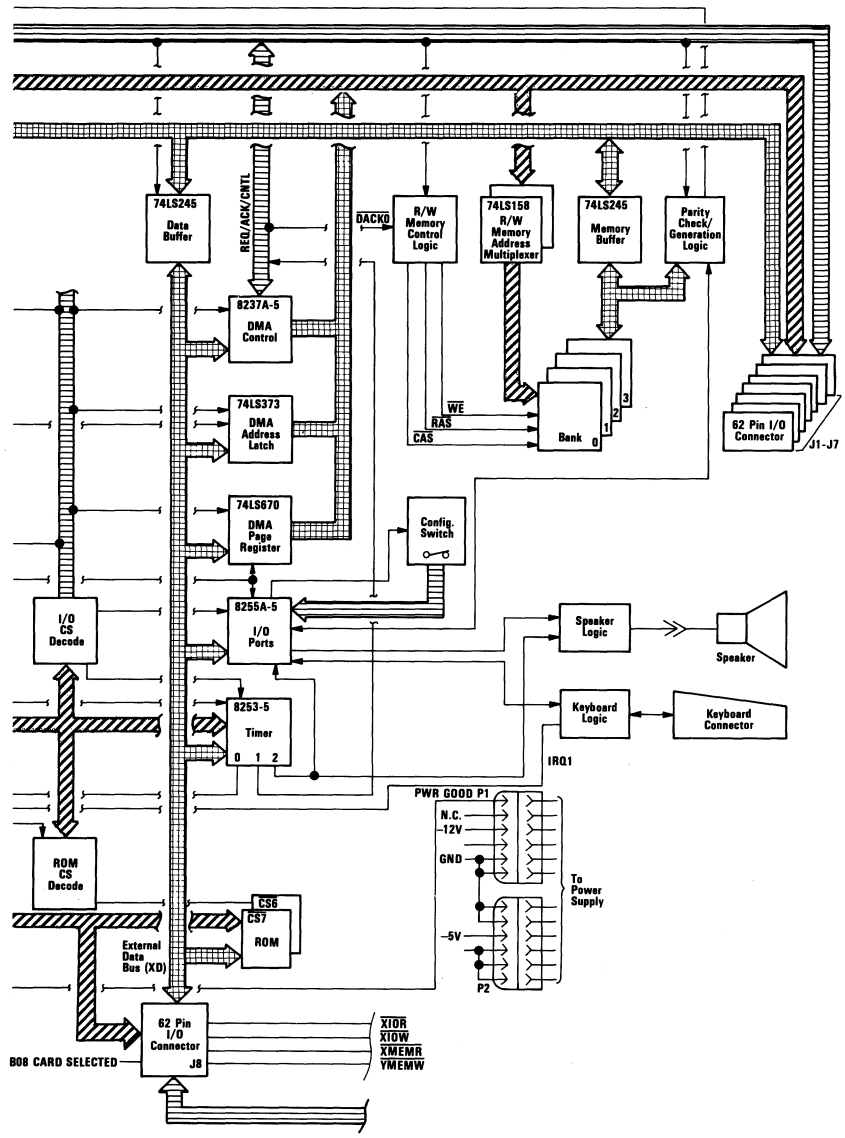 REQ/ACK/CNTL
74LS245
Data
Buffer
DACK0
R/W
Memory
Control
Logic
74LS158
R/W
Memory
Address
Multiplexer
74LS245
Memory
Buffer
Parity
Check/
Generation
Logic
8237A-5
DMA
Control
74LS373
DMA
Address
Latch
WE
RAS
CAS
Bank
0
1
2
3
62 Pin I/O
Connector
J1-J7
74LS670
DMA
Page
Register
Config.
Switch
I/O
CS
Decode
8255A-5
I/O
Ports
Speaker
Logic
Speaker
8253-5
Timer
0 1 2
Keyboard
Logic
Keyboard
Connector
IRQ1
PWR GOOD P1
N.C.
–12V
GND
To
Power
Supply
–5V
P2
ROM
CS
Decode
CS6
CS7
ROM
External
Data
Bus (XD)
62 Pin
I/O
Connector
J8
XIOR
XIOW
XMEMR
YMEMW
B08 CARD SELECTED